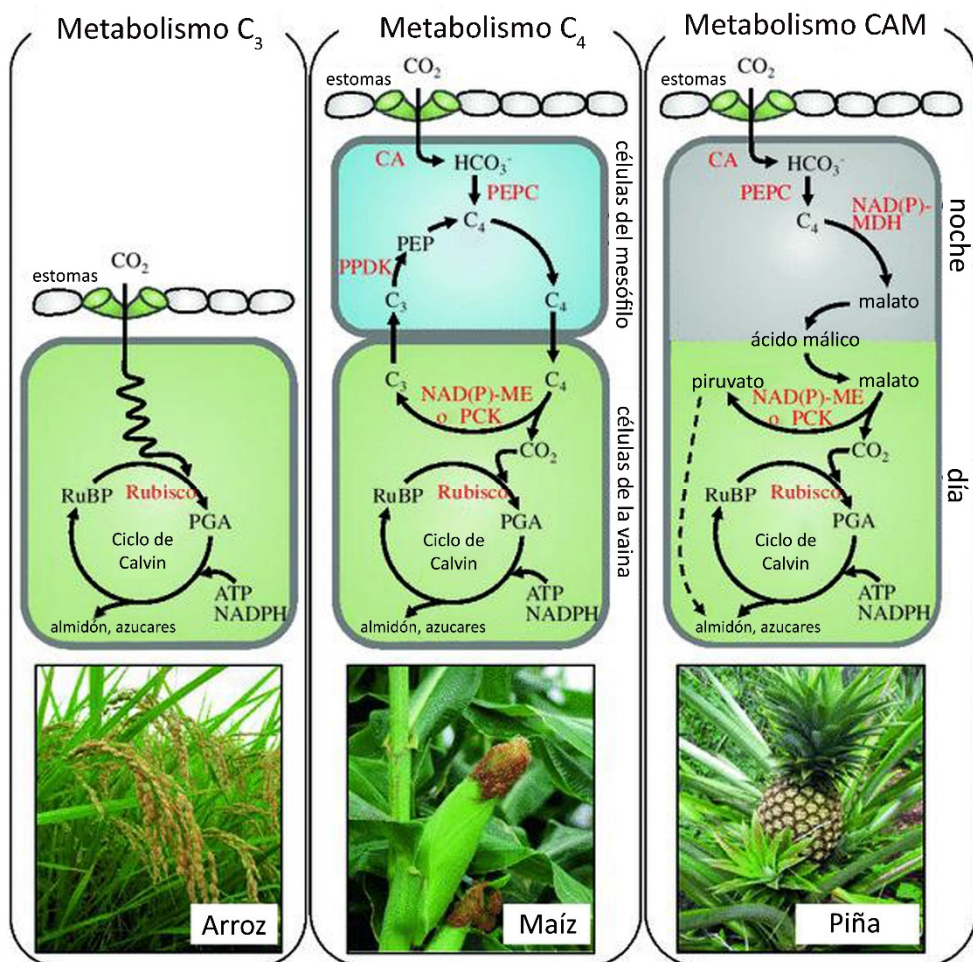 Metabolismo C3
estomas
CO2
RuBP
Rubisco
PGA
Ciclo de
Calvin
ATP
NADPH
almidón, azucares
Arroz
Metabolismo C4
CO2
estomas
CA
HCO3-
PEPC
C4
PEP
PPDK
C3
C4
células del mesófilo
C3
C4
NAD(P)-ME
o PCK
CO2
RuBP
Rubisco
PGA
Ciclo de
Calvin
ATP
NADPH
almidón, azucares
células de la vaina
Maíz
Metabolismo CAM
CO2
estomas
CA
HCO3-
PEPC
NAD(P)-
MDH
C4
malato
noche
ácido málico
piruvato
malato
NAD(P)-ME
o PCK
CO2
RuBP
Rubisco
PGA
Ciclo de
Calvin
ATP
NADPH
almidón, azucares
día
Piña